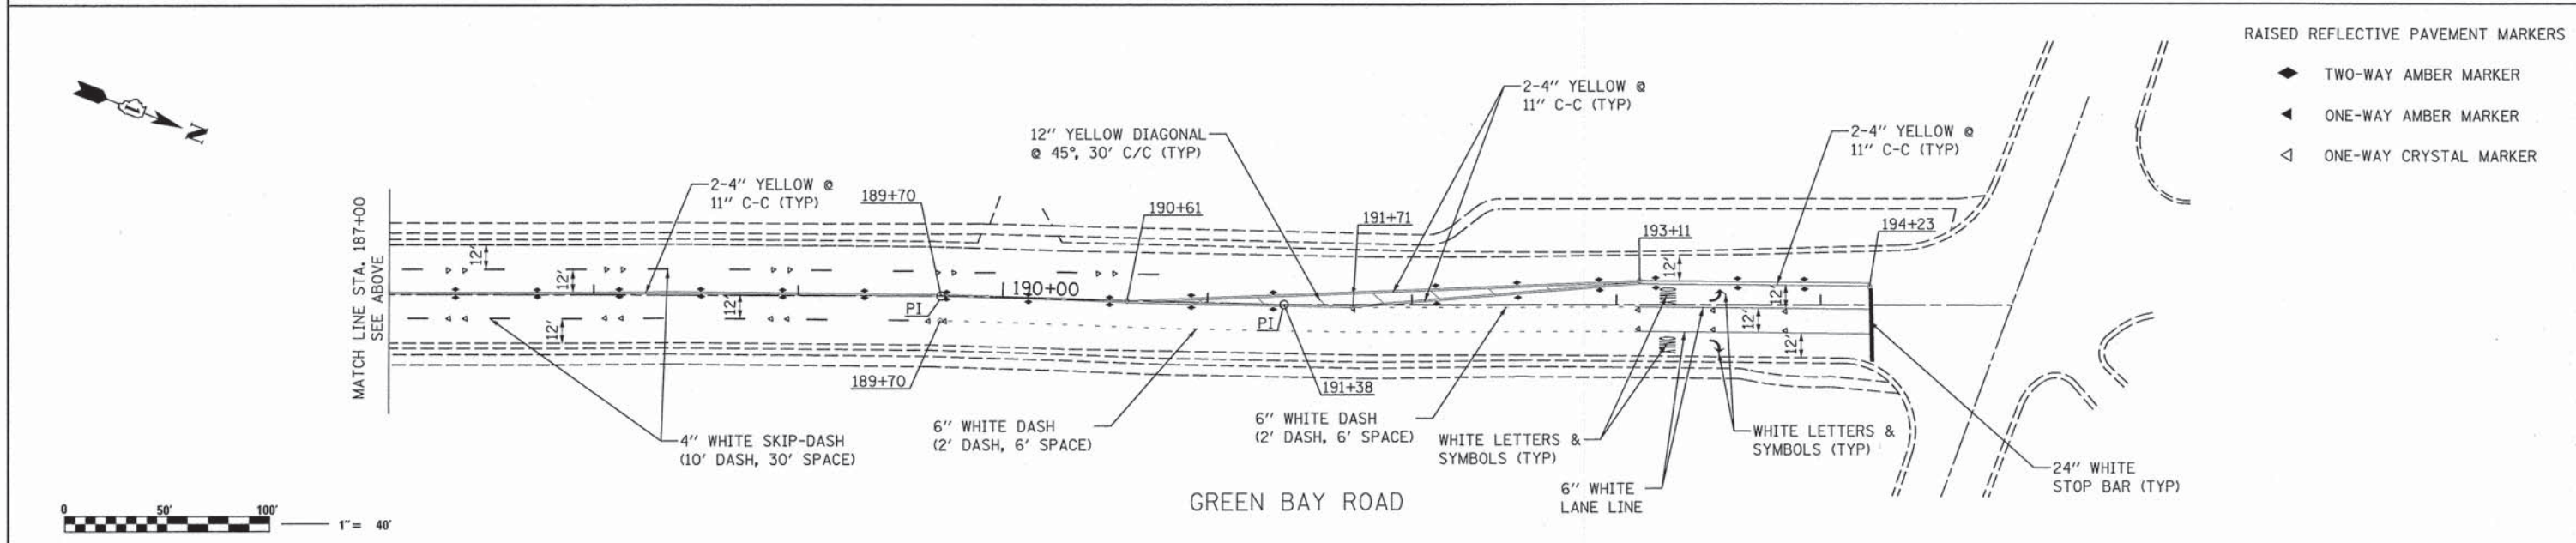 RAISED REFLECTIVE PAVEMENT MARKERS
TWO-WAY AMBER MARKER
ONE-WAY AMBER MARKER
ONE-WAY CRYSTAL MARKER
N
MATCH LINE STA. 187+00
SEE ABOVE
2-4" YELLOW @
11" C-C (TYP)
189+70
12" YELLOW DIAGONAL
@ 45°, 30' C/C (TYP)
190+61
191+71
2-4" YELLOW @
11" C-C (TYP)
193+11
2-4" YELLOW @
11" C-C (TYP)
194+23
12'
12'
12'
12'
190+00
PI
PI
12'
12'
12'
12'
ONLY
ONLY
189+70
191+38
4" WHITE SKIP-DASH
(10' DASH, 30' SPACE)
6" WHITE DASH
(2' DASH, 6' SPACE)
6" WHITE DASH
(2' DASH, 6' SPACE)
WHITE LETTERS &
SYMBOLS (TYP)
6" WHITE
LANE LINE
WHITE LETTERS &
SYMBOLS (TYP)
24" WHITE
STOP BAR (TYP)
GREEN BAY ROAD
0 50' 100'
1" = 40'